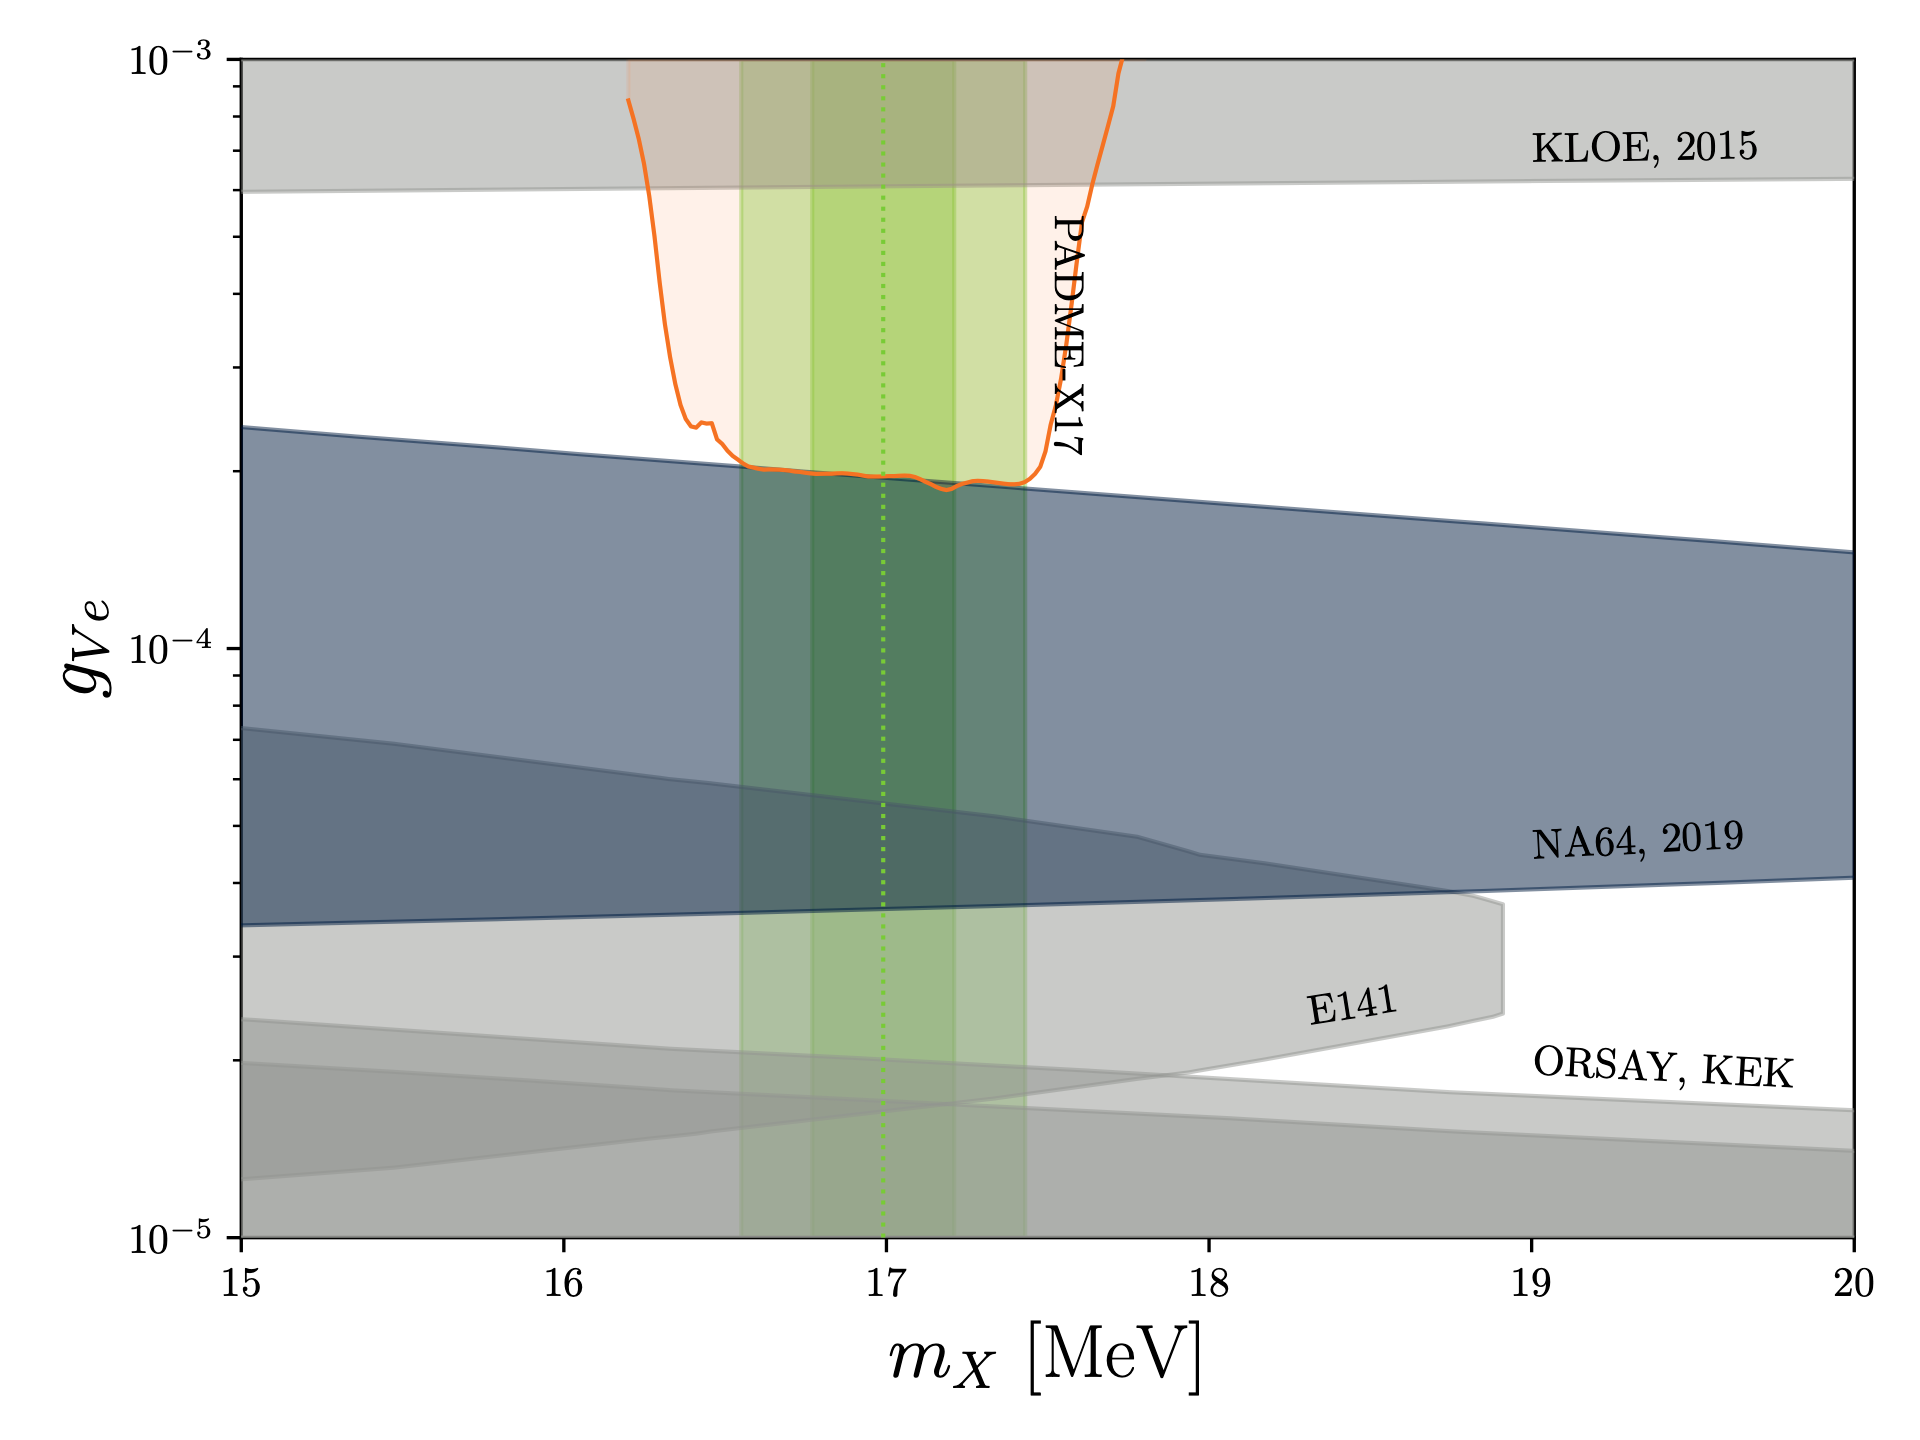 10⁻³
KLOE, 2015
PADME-X17
g_{Ve}
10⁻⁴
NA64, 2019
E141
ORSAY, KEK
10⁻⁵
15 16 17 18 19 20
m_X [MeV]